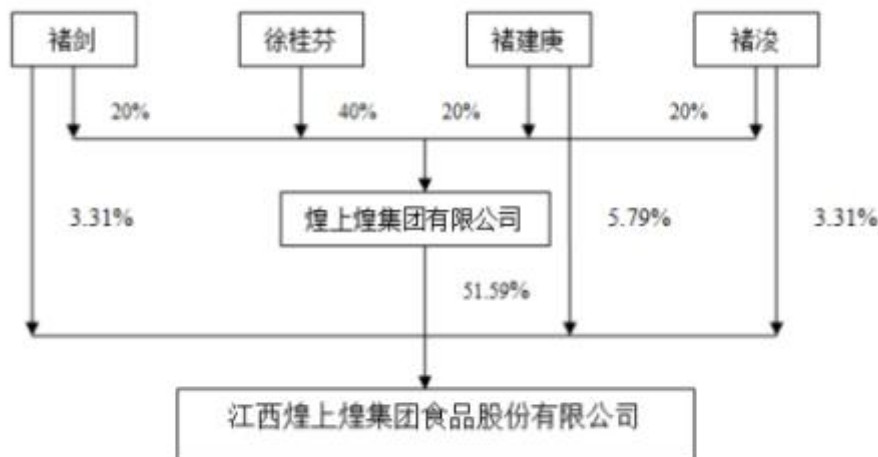 褚剑
徐桂芬
褚建庚
褚浚
20%
40%
20%
20%
3.31%
煌上煌集团有限公司
5.79%
3.31%
51.59%
江西煌上煌集团食品股份有限公司